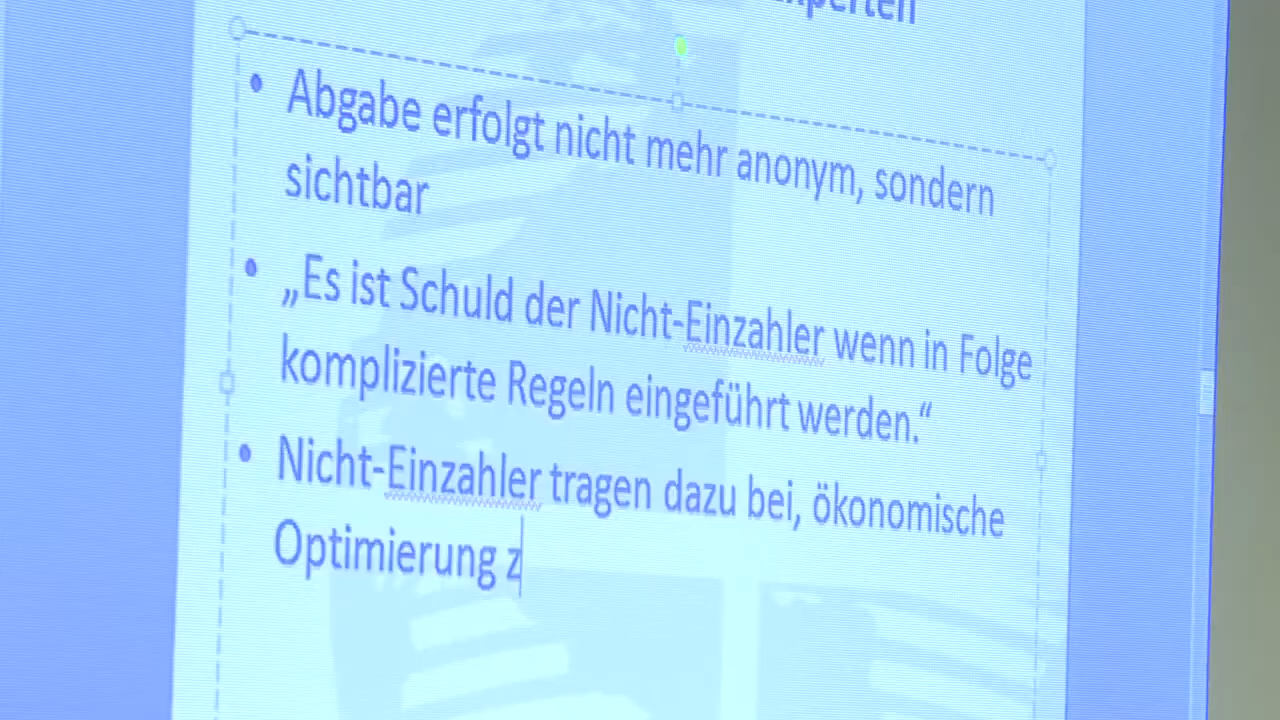 • Abgabe erfolgt nicht mehr anonym, sondern
sichtbar
• „Es ist Schuld der Nicht-Einzahler wenn in Folge
komplizierte Regeln eingeführt werden.“
• Nicht-Einzahler tragen dazu bei, ökonomische
Optimierung z